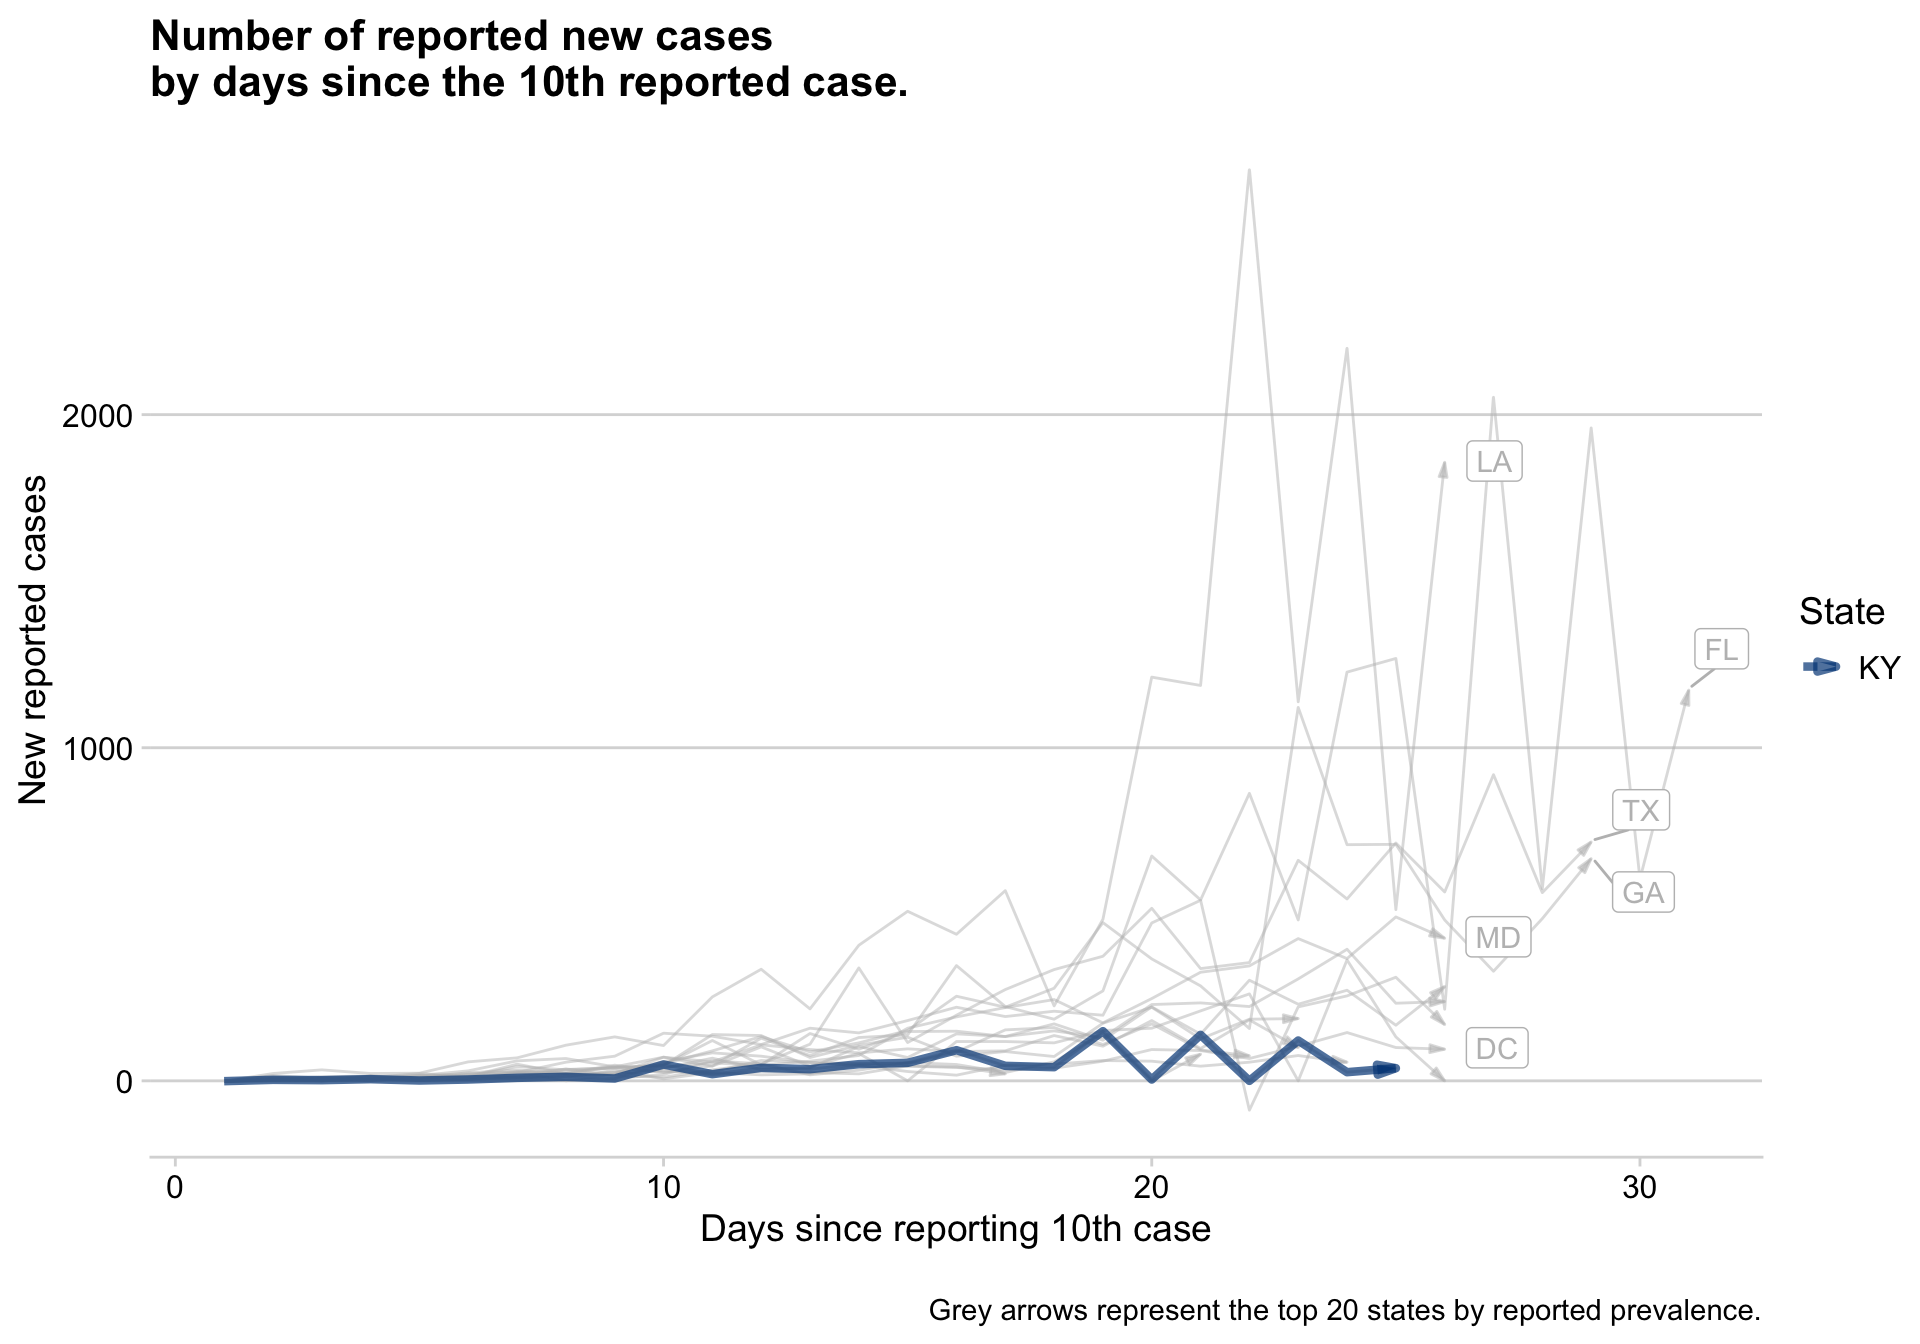 Number of reported new cases
by days since the 10th reported case.
New reported cases
2000
1000
0
LA
FL
TX
GA
MD
DC
State
KY
0
10
20
30
Days since reporting 10th case
Grey arrows represent the top 20 states by reported prevalence.